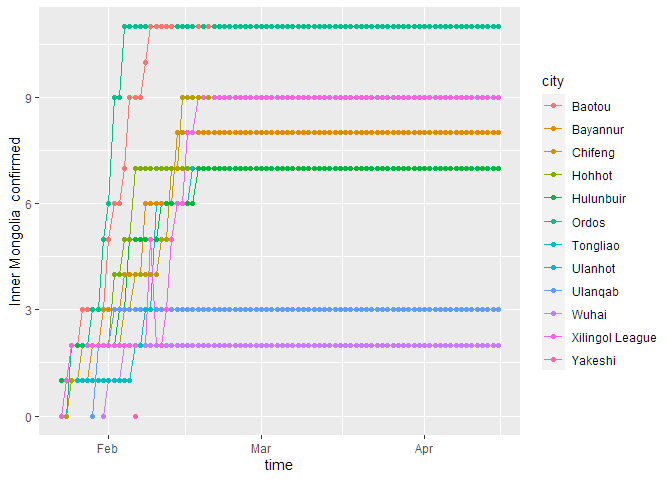 Inner Mongolia confirmed
9
6
3
0
Feb
Mar
Apr
time
city
Baotou
Bayannur
Chifeng
Hohhot
Hulunbuir
Ordos
Tongliao
Ulanhot
Ulanqab
Wuhai
Xilingol League
Yakeshi